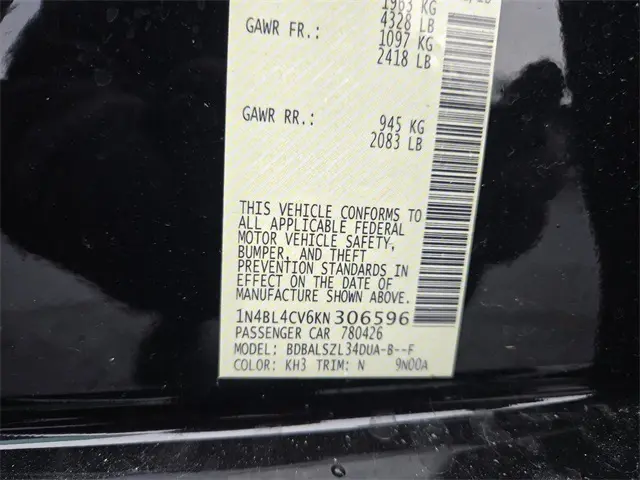 1963 KG
4328 LB
GAWR FR.: 1097 KG
2418 LB
GAWR RR.: 945 KG
2083 LB
THIS VEHICLE CONFORMS TO
ALL APPLICABLE FEDERAL
MOTOR VEHICLE SAFETY,
BUMPER, AND THEFT
PREVENTION STANDARDS IN
EFFECT ON THE DATE OF
MANUFACTURE SHOWN ABOVE.
1N4BL4CV6KN306596
PASSENGER CAR 780426
MODEL: BDBALSZL34DUA-B--F
COLOR: KH3 TRIM: N 9N00A